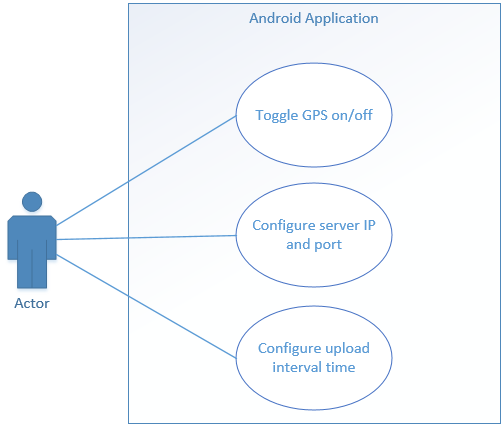 Android Application
Toggle GPS on/off
Configure server IP
and port
Actor
Configure upload
interval time